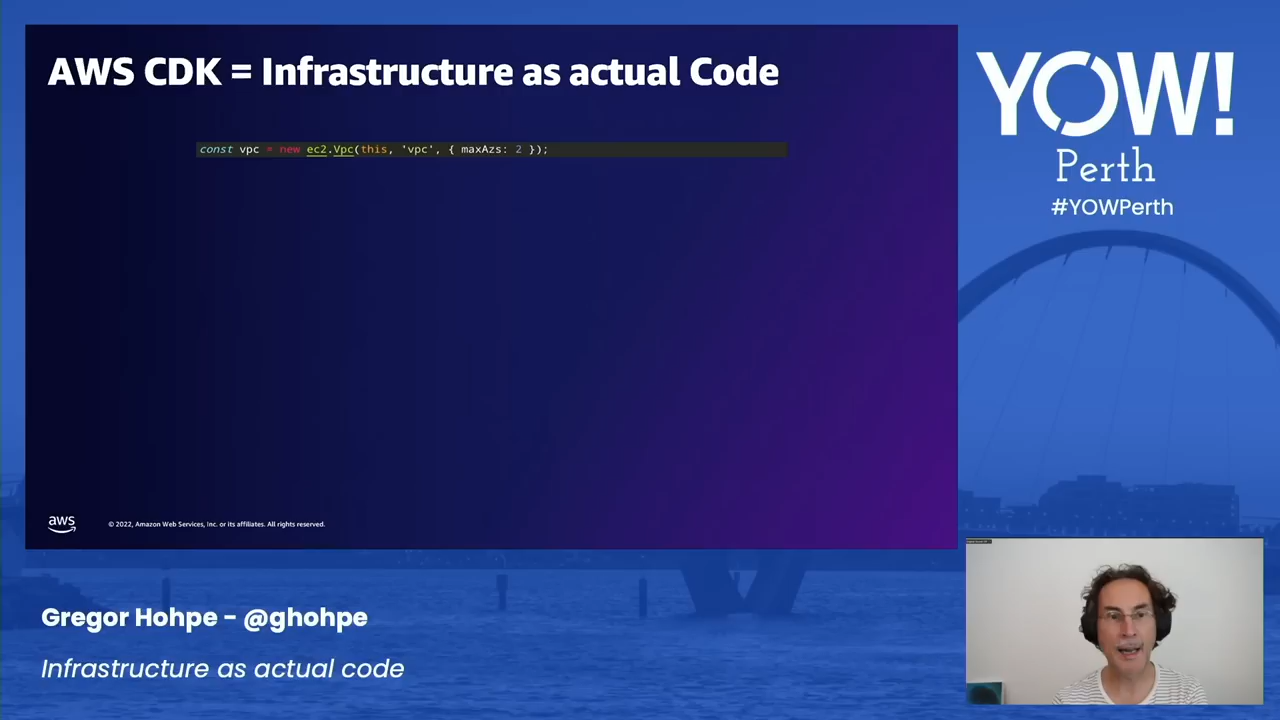 AWS CDK = Infrastructure as actual Code
const vpc = new ec2.Vpc(this, 'vpc', { maxAzs: 2 });
aws
© 2022, Amazon Web Services, Inc. or its affiliates. All rights reserved.
YOW!
Perth
#YOWPerth
Gregor Hohpe - @ghohpe
Infrastructure as actual code